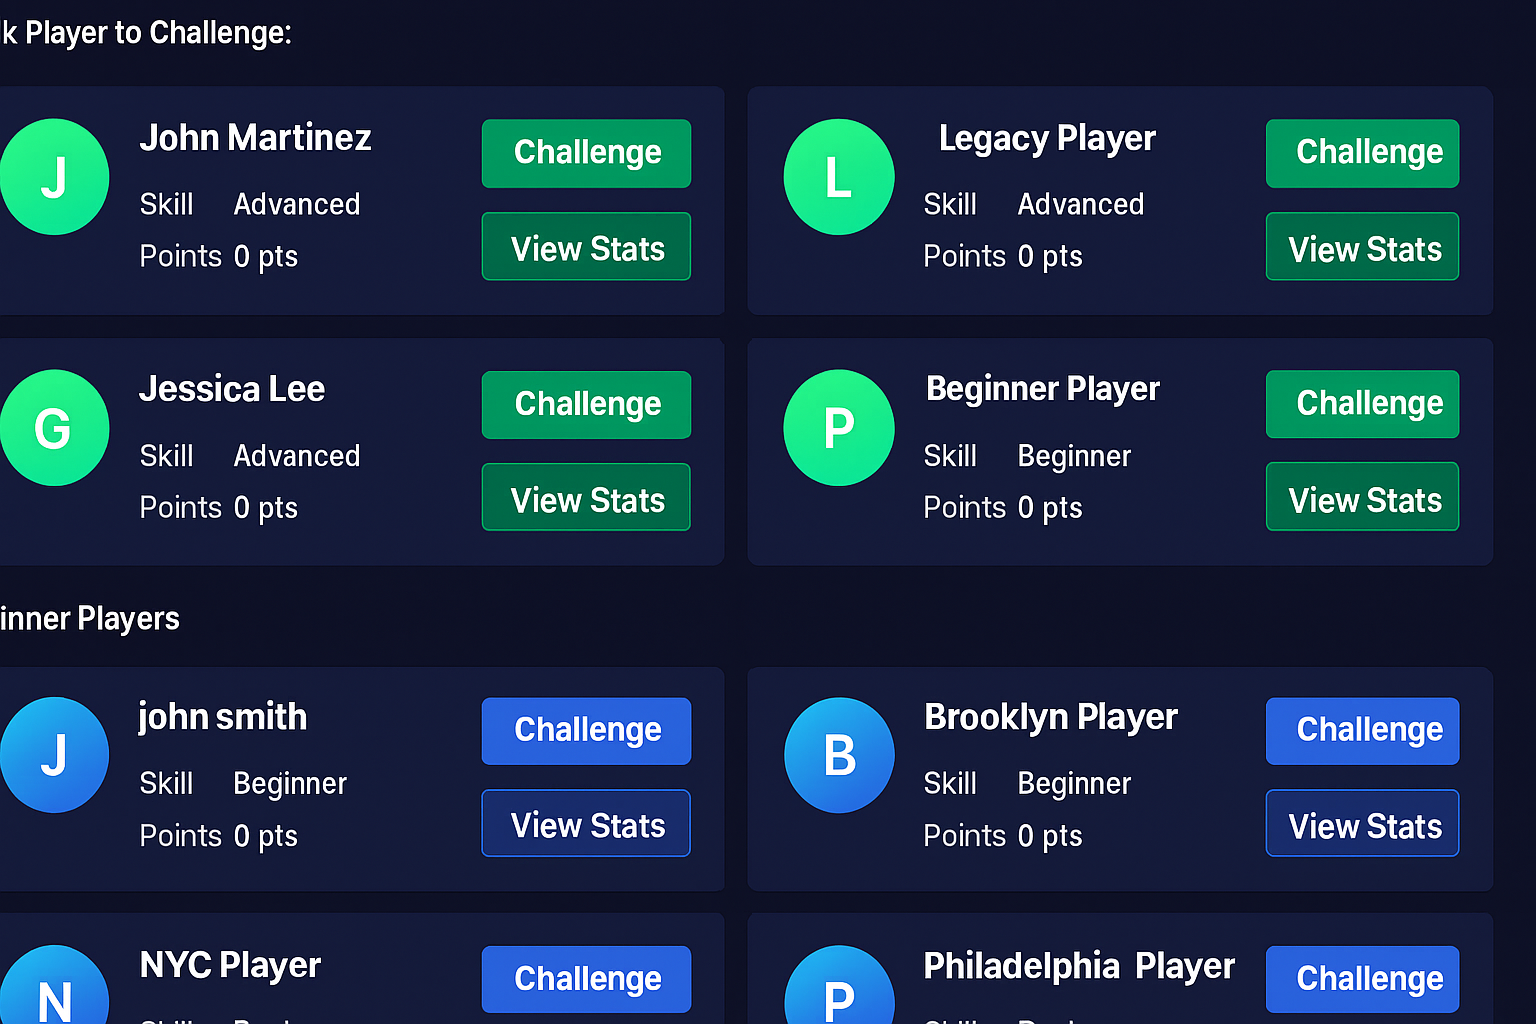 k Player to Challenge:
J
John Martinez
Challenge
Skill Advanced
Points 0 pts
View Stats
L
Legacy Player
Challenge
Skill Advanced
Points 0 pts
View Stats
G
Jessica Lee
Challenge
Skill Advanced
Points 0 pts
View Stats
P
Beginner Player
Challenge
Skill Beginner
Points 0 pts
View Stats
inner Players
J
john smith
Challenge
Skill Beginner
Points 0 pts
View Stats
B
Brooklyn Player
Challenge
Skill Beginner
Points 0 pts
View Stats
N
NYC Player
Challenge
P
Philadelphia Player
Challenge